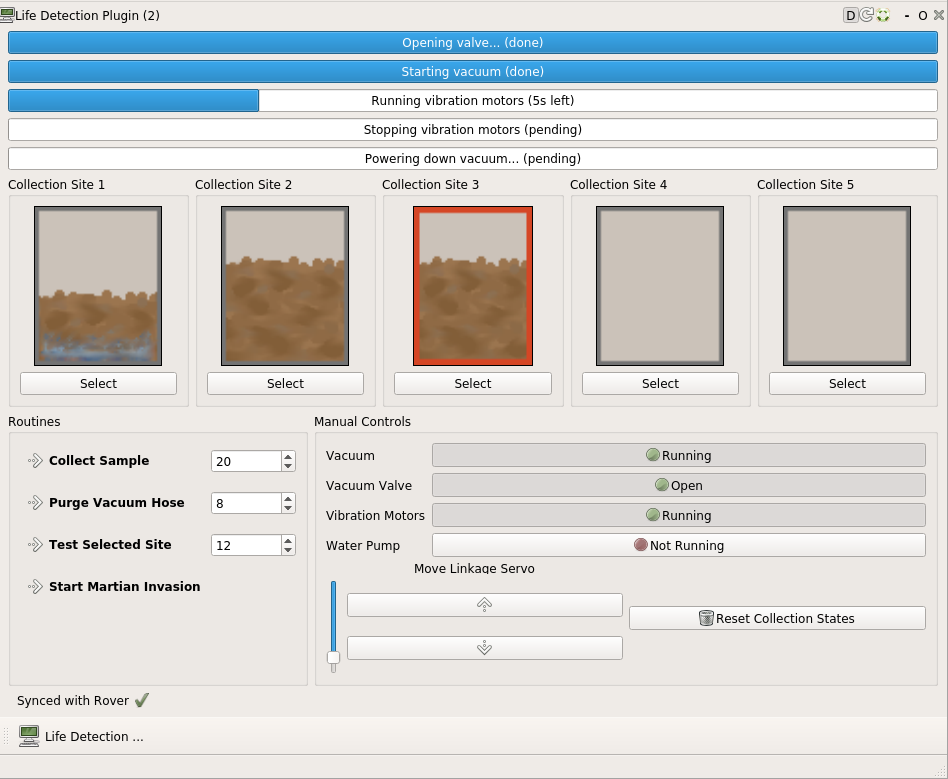 Life Detection Plugin (2)
D
- O
Opening valve... (done)
Starting vacuum (done)
Running vibration motors (5s left)
Stopping vibration motors (pending)
Powering down vacuum... (pending)
Collection Site 1
Collection Site 2
Collection Site 3
Collection Site 4
Collection Site 5
Select
Select
Select
Select
Select
Routines
Collect Sample 20
Purge Vacuum Hose 8
Test Selected Site 12
Start Martian Invasion
Manual Controls
Vacuum Running
Vacuum Valve Open
Vibration Motors Running
Water Pump Not Running
Move Linkage Servo
Reset Collection States
Synced with Rover
Life Detection ...